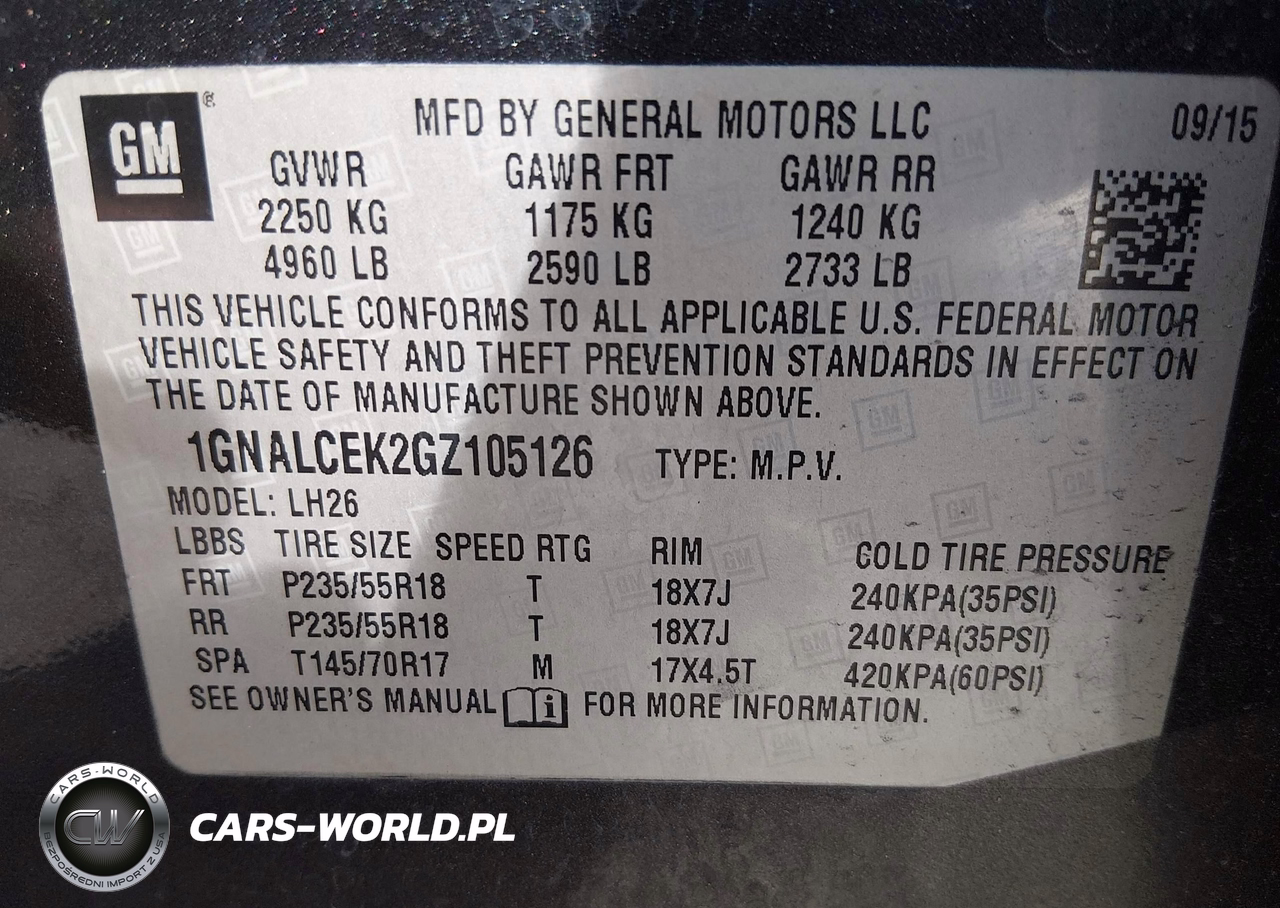 GM ®
MFD BY GENERAL MOTORS LLC 09/15
GVWR GAWR FRT GAWR RR
2250 KG 1175 KG 1240 KG
4960 LB 2590 LB 2733 LB
THIS VEHICLE CONFORMS TO ALL APPLICABLE U.S. FEDERAL MOTOR
VEHICLE SAFETY AND THEFT PREVENTION STANDARDS IN EFFECT ON
THE DATE OF MANUFACTURE SHOWN ABOVE.
1GNALCEK2GZ105126 TYPE: M.P.V.
MODEL: LH26
LBBS TIRE SIZE SPEED RTG RIM COLD TIRE PRESSURE
FRT P235/55R18 T 18X7J 240KPA(35PSI)
RR P235/55R18 T 18X7J 240KPA(35PSI)
SPA T145/70R17 M 17X4.5T 420KPA(60PSI)
SEE OWNER'S MANUAL i FOR MORE INFORMATION.
CARS-WORLD
CW
BEZPOŚREDNI IMPORT Z USA
CARS-WORLD.PL